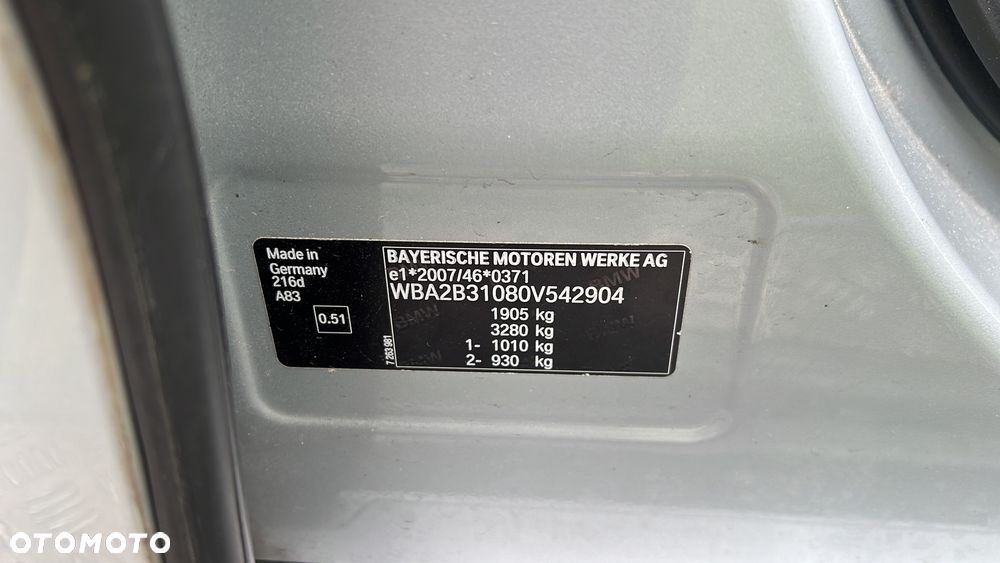 Made in
Germany
216d
A83
0.51
7 263 981
BAYERISCHE MOTOREN WERKE AG
e1*2007/46*0371
WBA2B31080V542904
1905 kg
3280 kg
1- 1010 kg
2- 930 kg
BMW
OTOMOTO